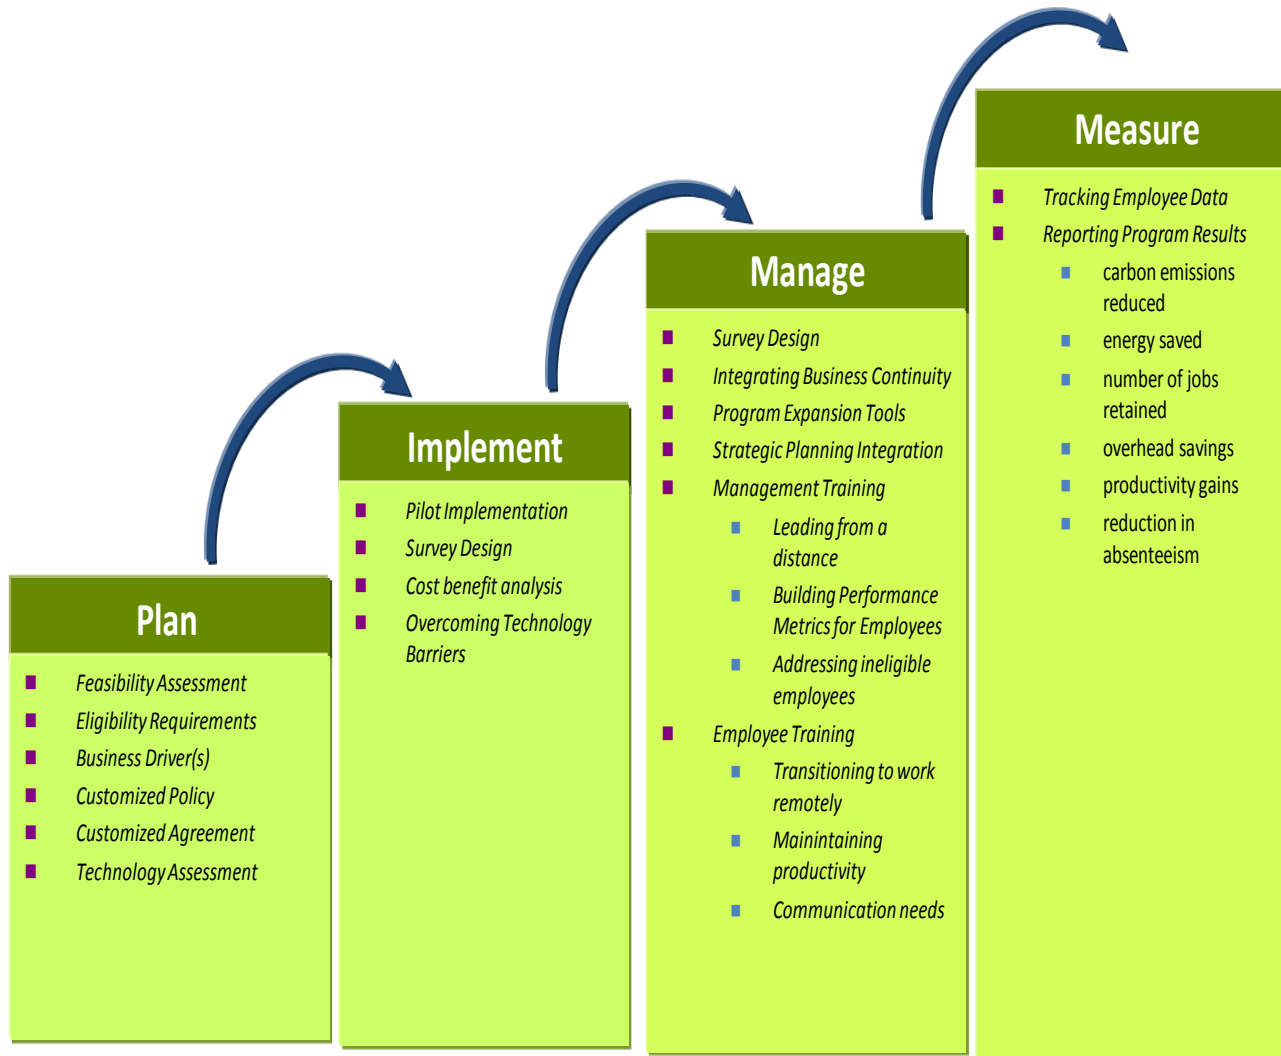 Plan
Feasibility Assessment
Eligibility Requirements
Business Driver(s)
Customized Policy
Customized Agreement
Technology Assessment
Implement
Pilot Implementation
Survey Design
Cost benefit analysis
Overcoming Technology
Barriers
Manage
Survey Design
Integrating Business Continuity
Program Expansion Tools
Strategic Planning Integration
Management Training
Leading from a
distance
Building Performance
Metrics for Employees
Addressing ineligible
employees
Employee Training
Transitioning to work
remotely
Mainintaining
productivity
Communication needs
Measure
Tracking Employee Data
Reporting Program Results
carbon emissions
reduced
energy saved
number of jobs
retained
overhead savings
productivity gains
reduction in
absenteeism